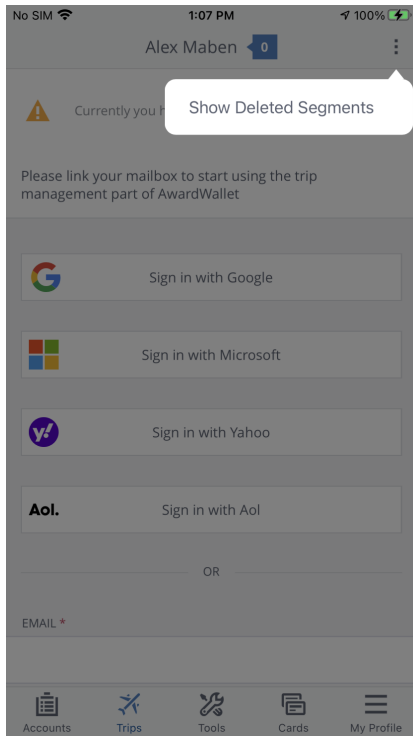 No SIM 1:07 PM 100%
Alex Maben 0
Show Deleted Segments
Currently you h
Please link your mailbox to start using the trip
management part of AwardWallet
Sign in with Google
Sign in with Microsoft
y! Sign in with Yahoo
Aol. Sign in with Aol
OR
EMAIL *
Accounts Trips Tools Cards My Profile